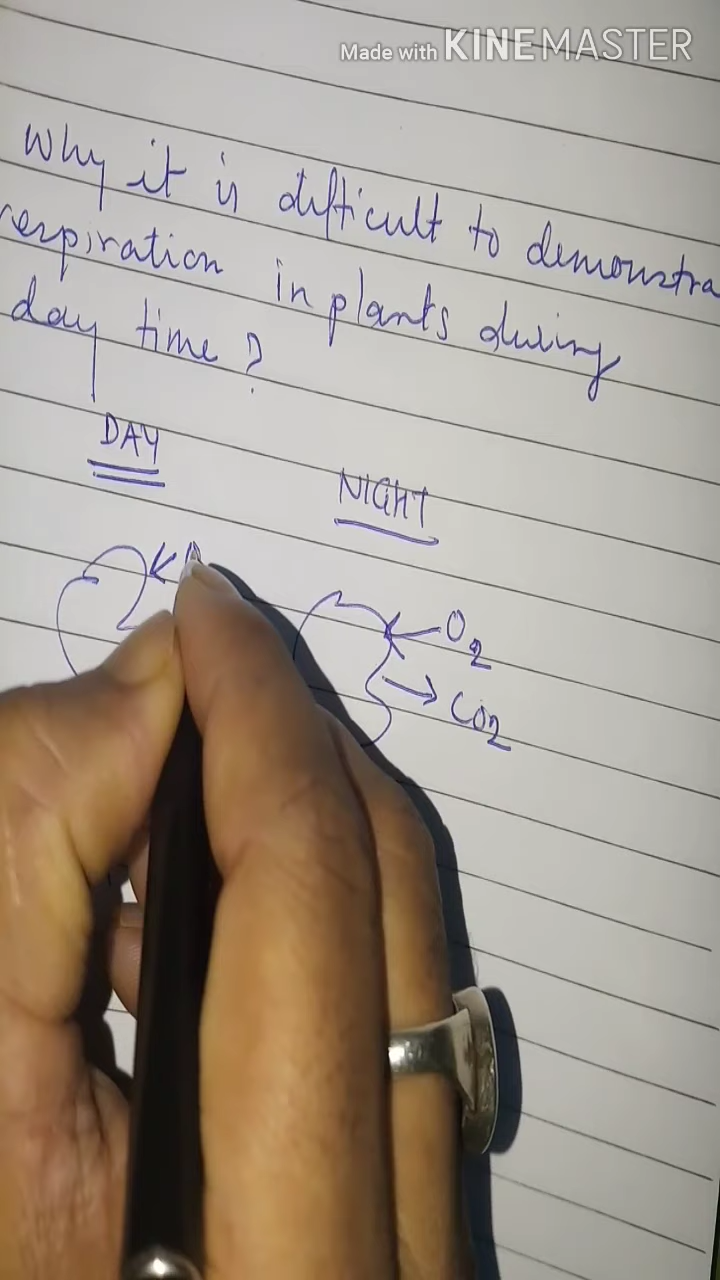 Made with KINEMASTER
Why it is difficult to demonstra
respiration in plants during
day time?
DAY
NIGHT
O2
CO2